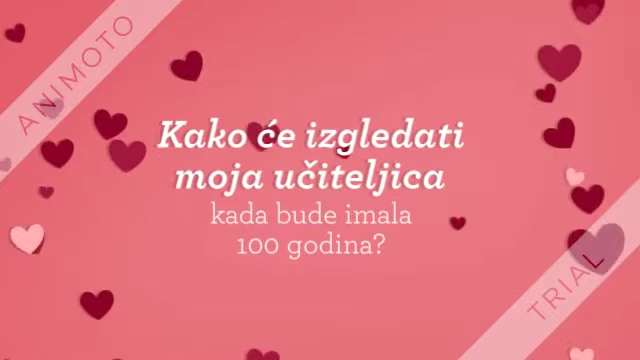 ANIMOTO
Kako će izgledati
moja učiteljica
kada bude imala
100 godina?
TRIAL